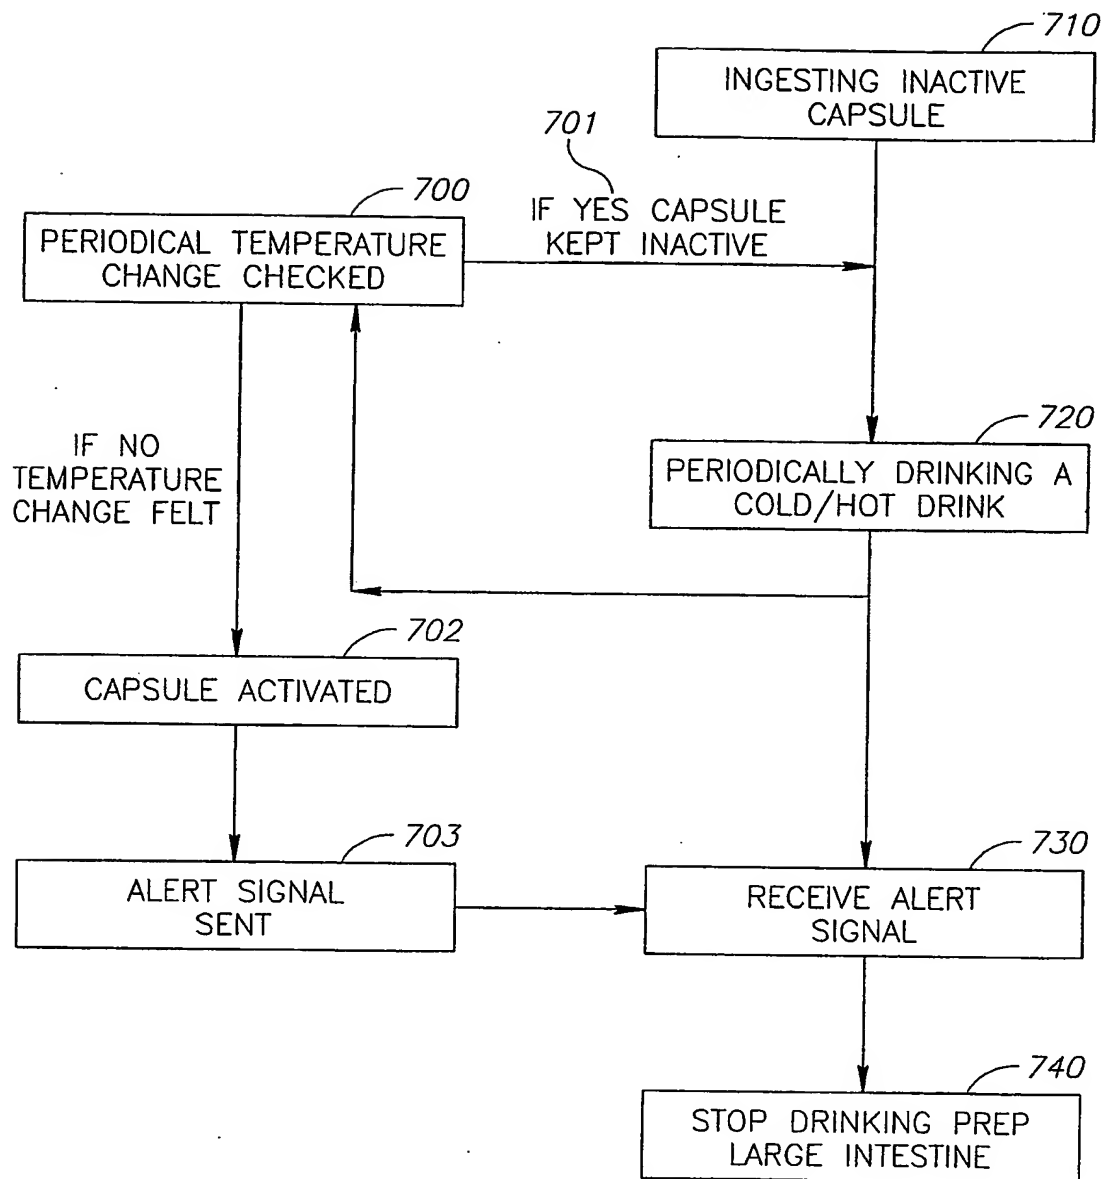 710
INGESTING INACTIVE
CAPSULE
701
IF YES CAPSULE
KEPT INACTIVE
700
PERIODICAL TEMPERATURE
CHANGE CHECKED
IF NO
TEMPERATURE
CHANGE FELT
720
PERIODICALLY DRINKING A
COLD/HOT DRINK
702
CAPSULE ACTIVATED
703
ALERT SIGNAL
SENT
730
RECEIVE ALERT
SIGNAL
740
STOP DRINKING PREP
LARGE INTESTINE